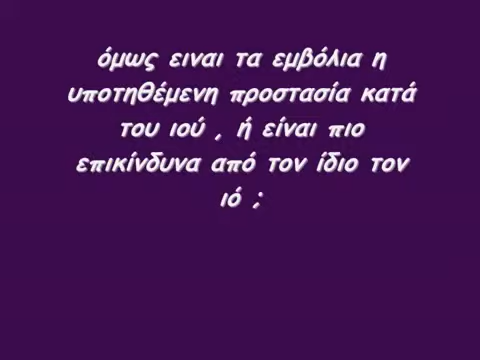 όμως ειναι τα εμβόλια η
υποτηθέμενη προστασία κατά
του ιού , ή είναι πιο
επικίνδυνα από τον ίδιο τον
ιό ;